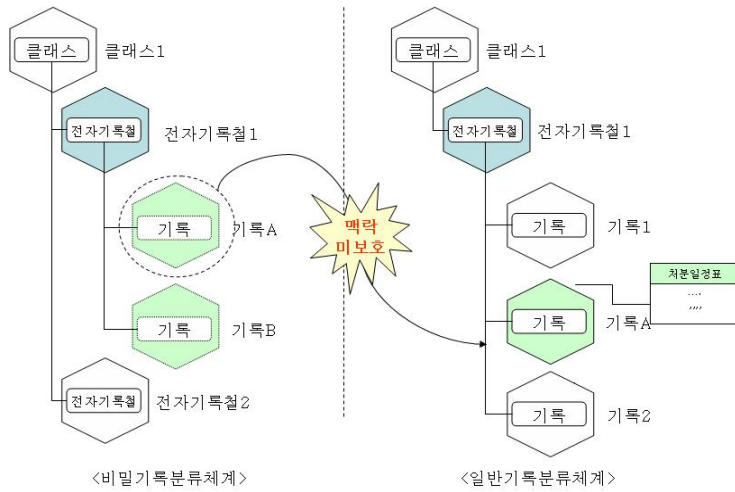 클래스 클래스1
전자기록철 전자기록철1
기록 기록A
기록 기록B
전자기록철 전자기록철2
<비밀기록분류체계>
맥락
미보호
클래스 클래스1
전자기록철 전자기록철1
기록 기록1
기록 기록A
처분일정표
....
,,,,
기록 기록2
<일반기록분류체계>